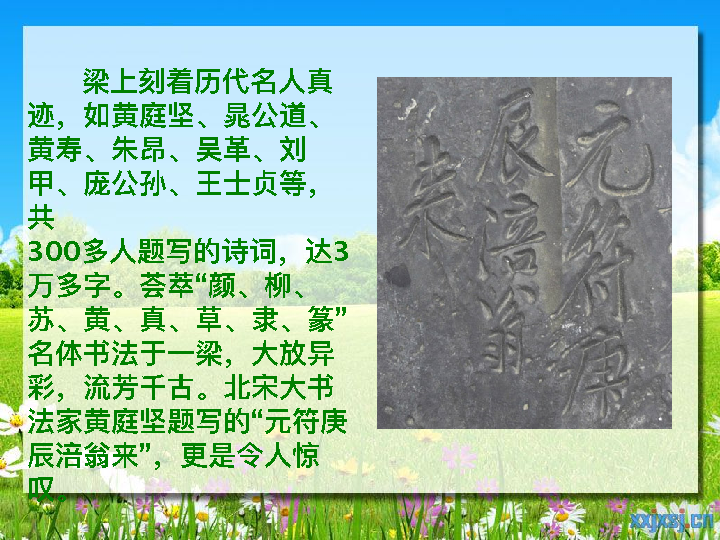 梁上刻着历代名人真
迹，如黄庭坚、晁公道、
黄寿、朱昂、吴革、刘
甲、庞公孙、王士贞等，
共
300多人题写的诗词，达3
万多字。荟萃“颜、柳、
苏、黄、真、草、隶、篆”
名体书法于一梁，大放异
彩，流芳千古。北宋大书
法家黄庭坚题写的“元符庚
辰涪翁来”，更是令人惊
叹。
元符庚
辰涪翁
来
xxjxsj.cn